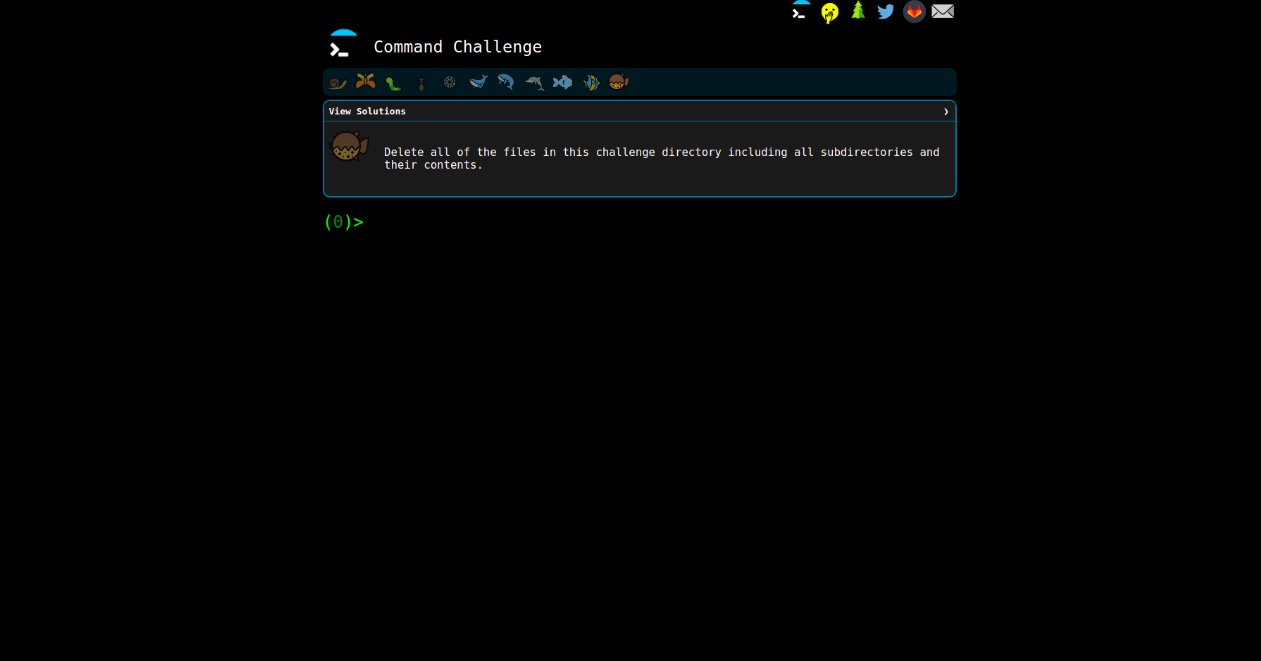 Command Challenge
View Solutions ❯
Delete all of the files in this challenge directory including all subdirectories and
their contents.
(0)>